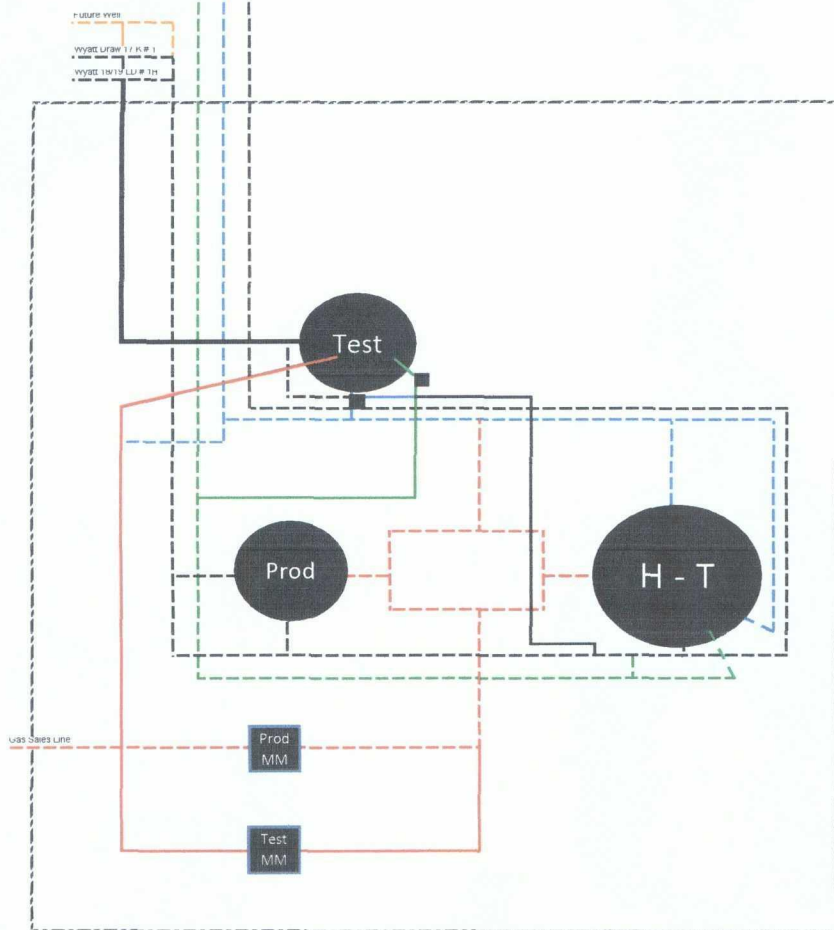 Future Well
Wyatt Draw 17 K # 1
Wyatt 18/19 LD # 1H
Test
Prod
H - T
Gas Sales Line
Prod
MM
Test
MM